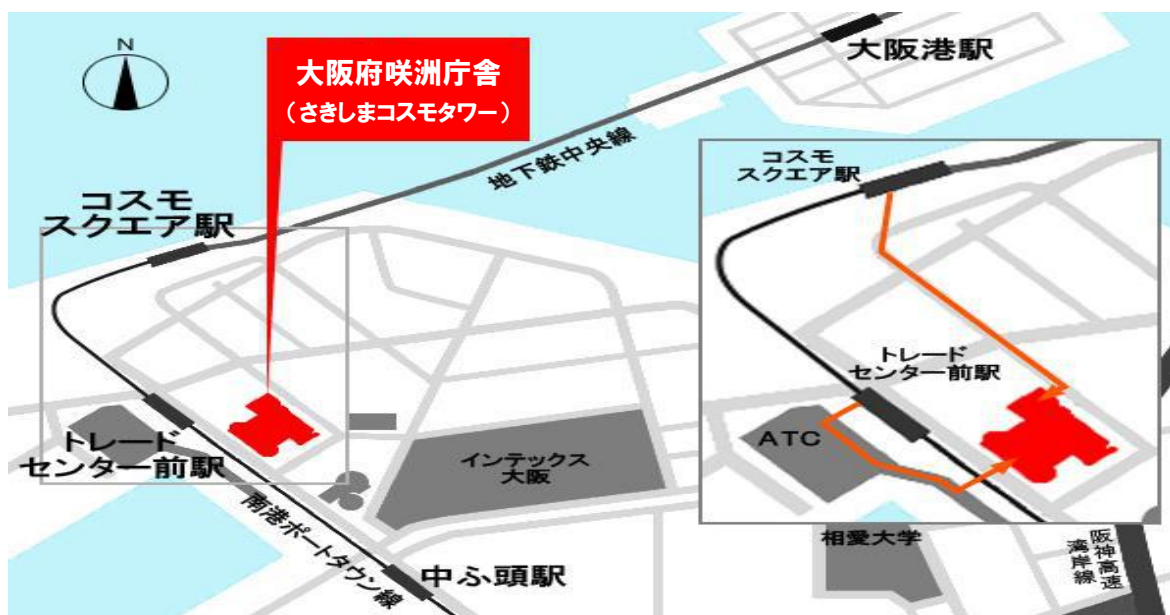 N
大阪府咲洲庁舎
（さきしまコスモタワー）
大阪港駅
地下鉄中央線
コスモ
スクエア駅
トレード
センター前駅
南港ポートタウン線
中ふ頭駅
インテックス
大阪
コスモ
スクエア駅
トレード
センター前駅
ATC
相愛大学
阪神高速
湾岸線